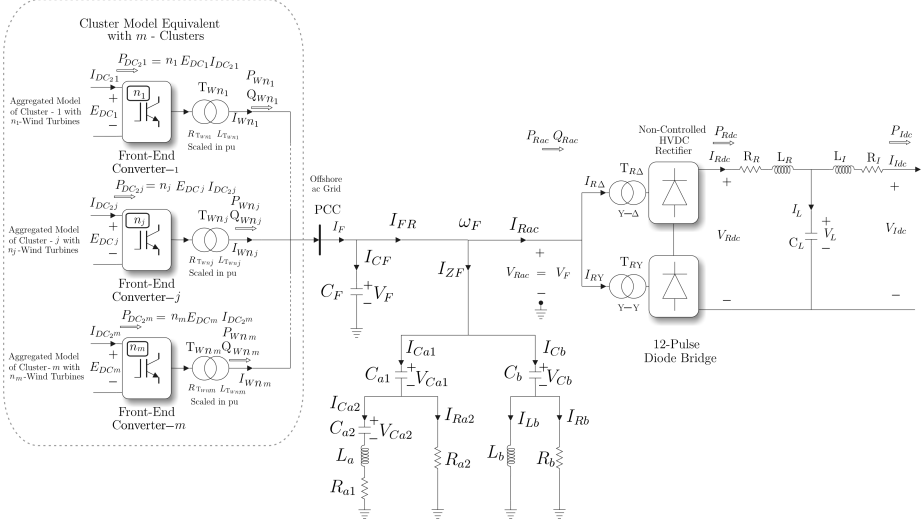 Cluster Model Equivalent
with m - Clusters
P_DC21 = n1 E_DC1 I_DC21
I_DC21
n1
T_Wn1
P_Wn1
Q_Wn1
Aggregated Model
of Cluster - 1 with
n1-Wind Turbines
+
E_DC1
−
I_Wn1
R_TWn1 L_TWn1
Scaled in pu
Front-End
Converter−1
P_DC2j = nj E_DCj I_DC2j
I_DC2j
nj
T_Wnj
P_Wnj
Q_Wnj
Aggregated Model
of Cluster - j with
nj-Wind Turbines
+
E_DCj
−
I_Wnj
R_TWnj L_TWnj
Scaled in pu
Front-End
Converter−j
P_DC2m = nm E_DCm I_DC2m
I_DC2m
nm
T_Wnm
P_Wnm
Q_Wnm
Aggregated Model
of Cluster - m with
nm-Wind Turbines
+
E_DCm
−
I_Wnm
R_TWnm L_TWnm
Scaled in pu
Front-End
Converter−m
Offshore
ac Grid
PCC
I_F
I_FR
ω_F
I_Rac
I_CF
C_F
+
− V_F
I_ZF
+
V_Rac = V_F
−
P_Rac Q_Rac
I_Ca1
C_a1
+
− V_Ca1
I_Ca2
C_a2
+
− V_Ca2
I_Ra2
L_a
R_a1
R_a2
I_Cb
C_b
+
− V_Cb
I_Lb
I_Rb
L_b
R_b
Non-Controlled
HVDC
Rectifier
I_RΔ
T_RΔ
Y−Δ
I_RY
T_RY
Y−Y
12-Pulse
Diode Bridge
P_Rdc
I_Rdc
R_R
L_R
L_I
R_I
P_Idc
I_Idc
+
V_Rdc
−
I_L
C_L
+
V_L
−
+
V_Idc
−